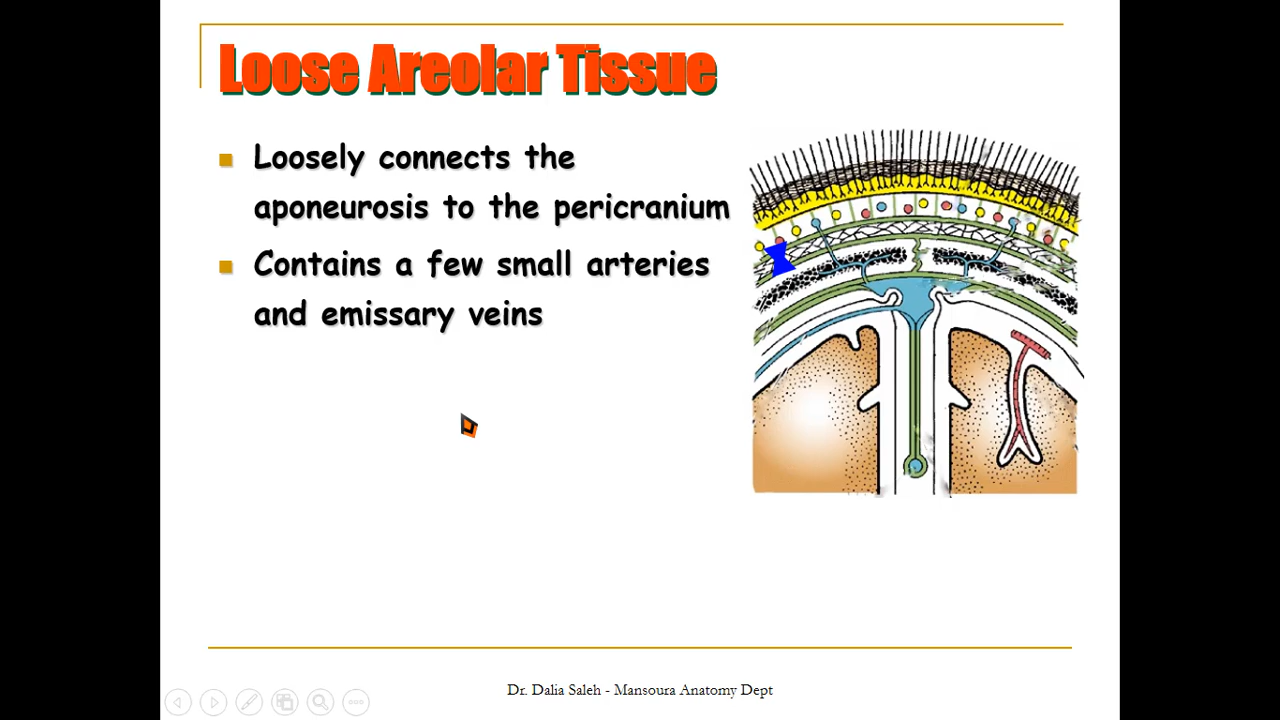 Loose Areolar Tissue
Loosely connects the
aponeurosis to the pericranium
Contains a few small arteries
and emissary veins
Dr. Dalia Saleh - Mansoura Anatomy Dept